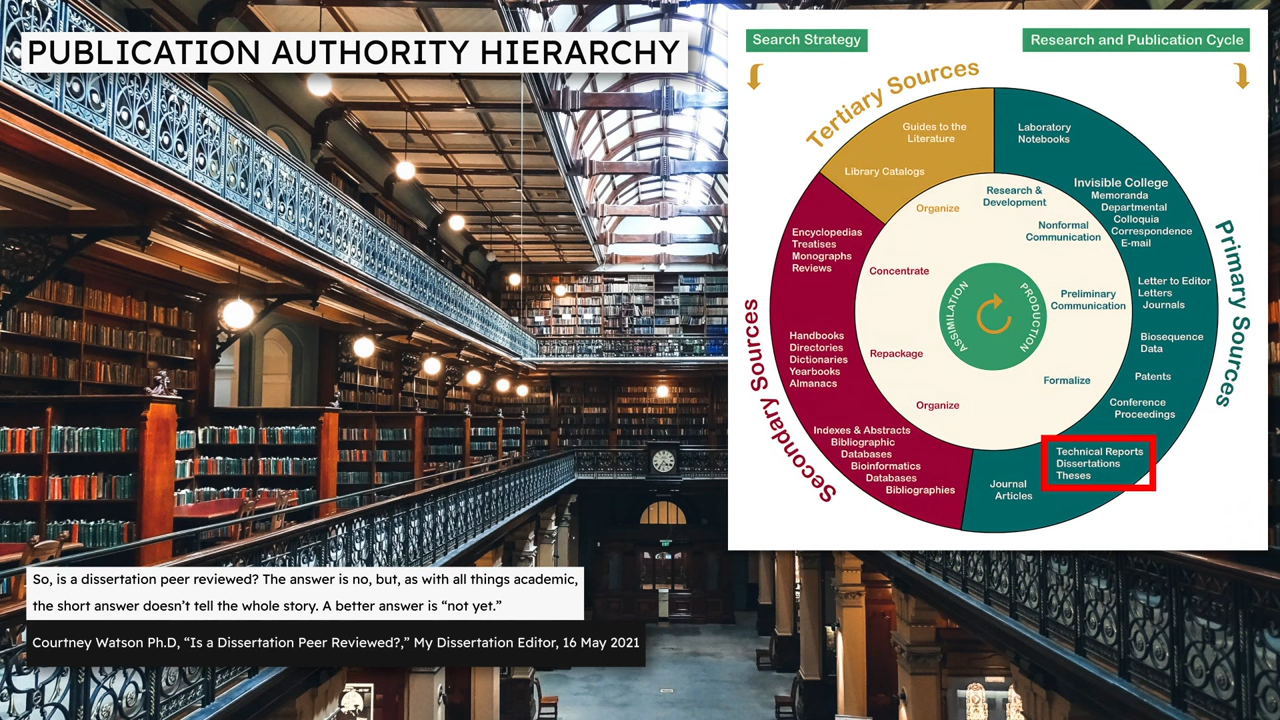 PUBLICATION AUTHORITY HIERARCHY
Search Strategy
Research and Publication Cycle
Tertiary Sources
Guides to the
Literature
Library Catalogs
Laboratory
Notebooks
Invisible College
Memoranda
Departmental
Colloquia
Correspondence
E-mail
Primary Sources
Letter to Editor
Letters
Journals
Biosequence
Data
Patents
Conference
Proceedings
Technical Reports
Dissertations
Theses
Journal
Articles
Secondary Sources
Encyclopedias
Treatises
Monographs
Reviews
Handbooks
Directories
Dictionaries
Yearbooks
Almanacs
Indexes & Abstracts
Bibliographic
Databases
Bioinformatics
Databases
Bibliographies
Organize
Research &
Development
Nonformal
Communication
Concentrate
Preliminary
Communication
Repackage
Formalize
Organize
ASSIMILATION
PRODUCTION
So, is a dissertation peer reviewed? The answer is no, but, as with all things academic,
the short answer doesn’t tell the whole story. A better answer is “not yet.”
Courtney Watson Ph.D, “Is a Dissertation Peer Reviewed?,” My Dissertation Editor, 16 May 2021